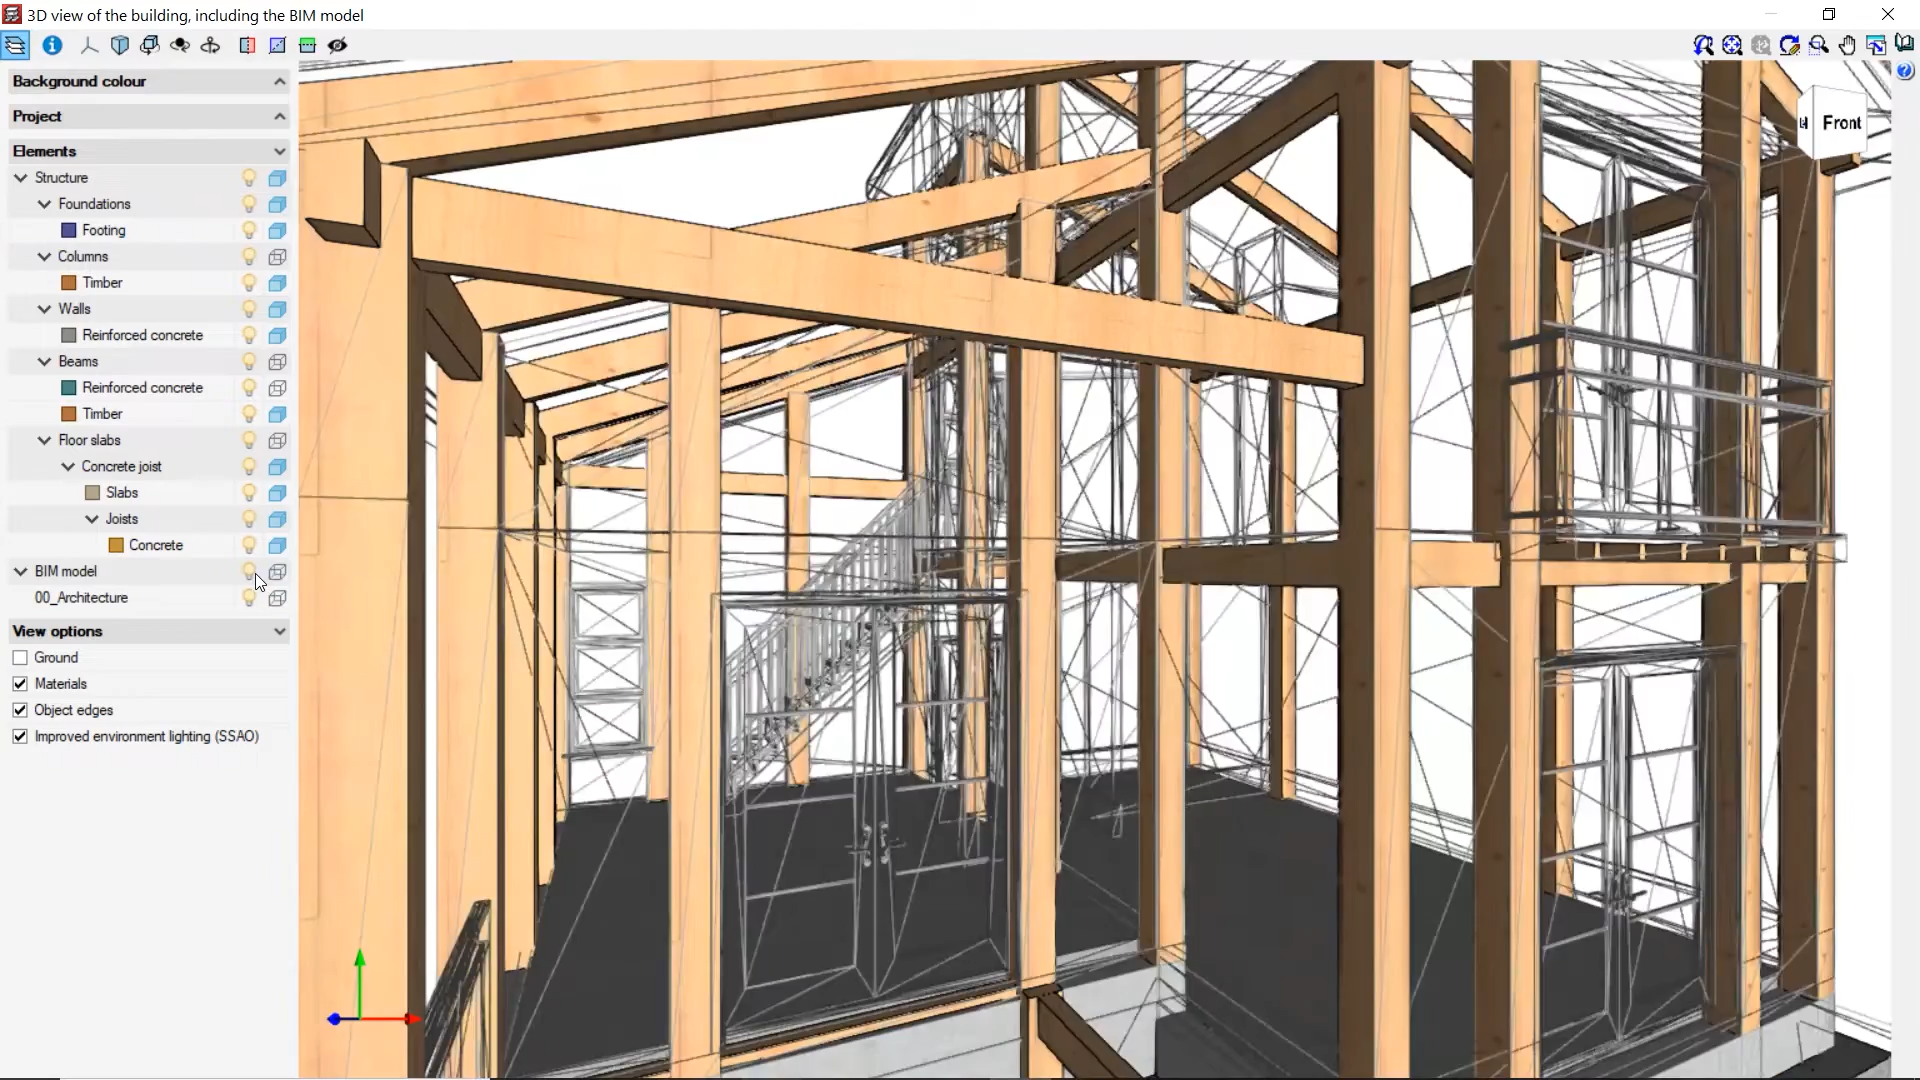 3D view of the building, including the BIM model
Background colour
Project
Elements
Structure
Foundations
Footing
Columns
Timber
Walls
Reinforced concrete
Beams
Reinforced concrete
Timber
Floor slabs
Concrete joist
Slabs
Joists
Concrete
BIM model
00_Architecture
View options
Ground
Materials
Object edges
Improved environment lighting (SSAO)
Front